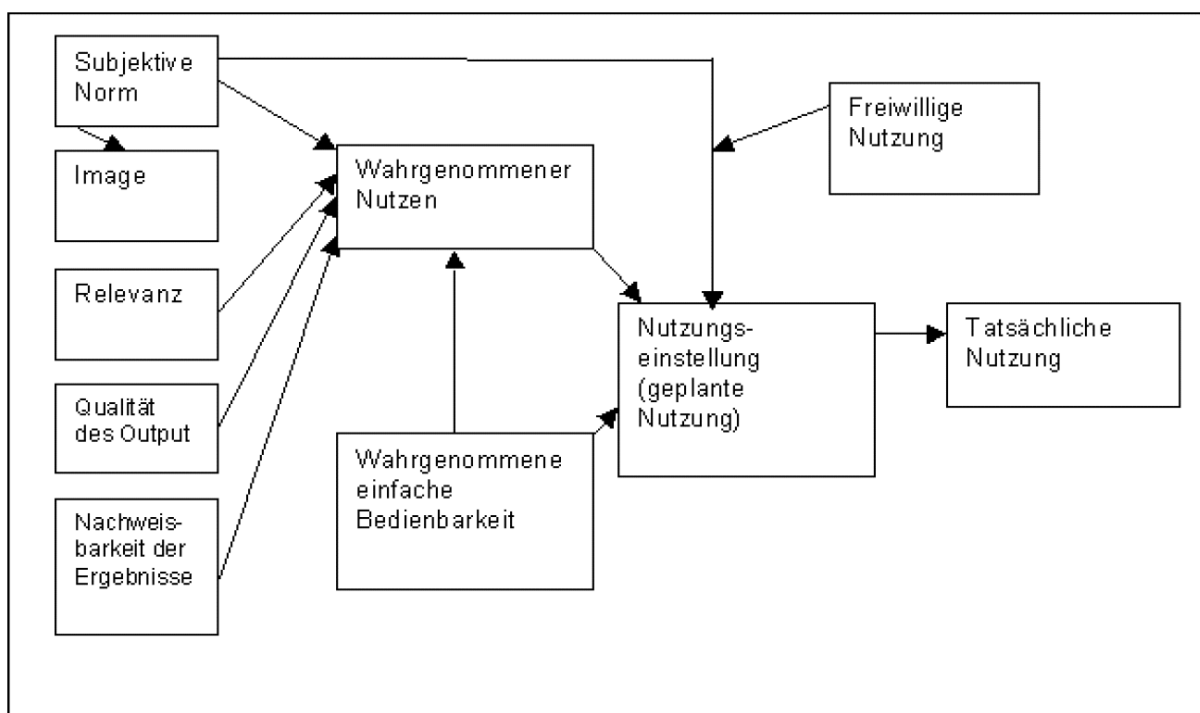 Subjektive
Norm
Image
Relevanz
Qualität
des Output
Nachweis-
barkeit der
Ergebnisse
Wahrgenommener
Nutzen
Wahrgenommene
einfache
Bedienbarkeit
Nutzungs-
einstellung
(geplante
Nutzung)
Freiwillige
Nutzung
Tatsächliche
Nutzung